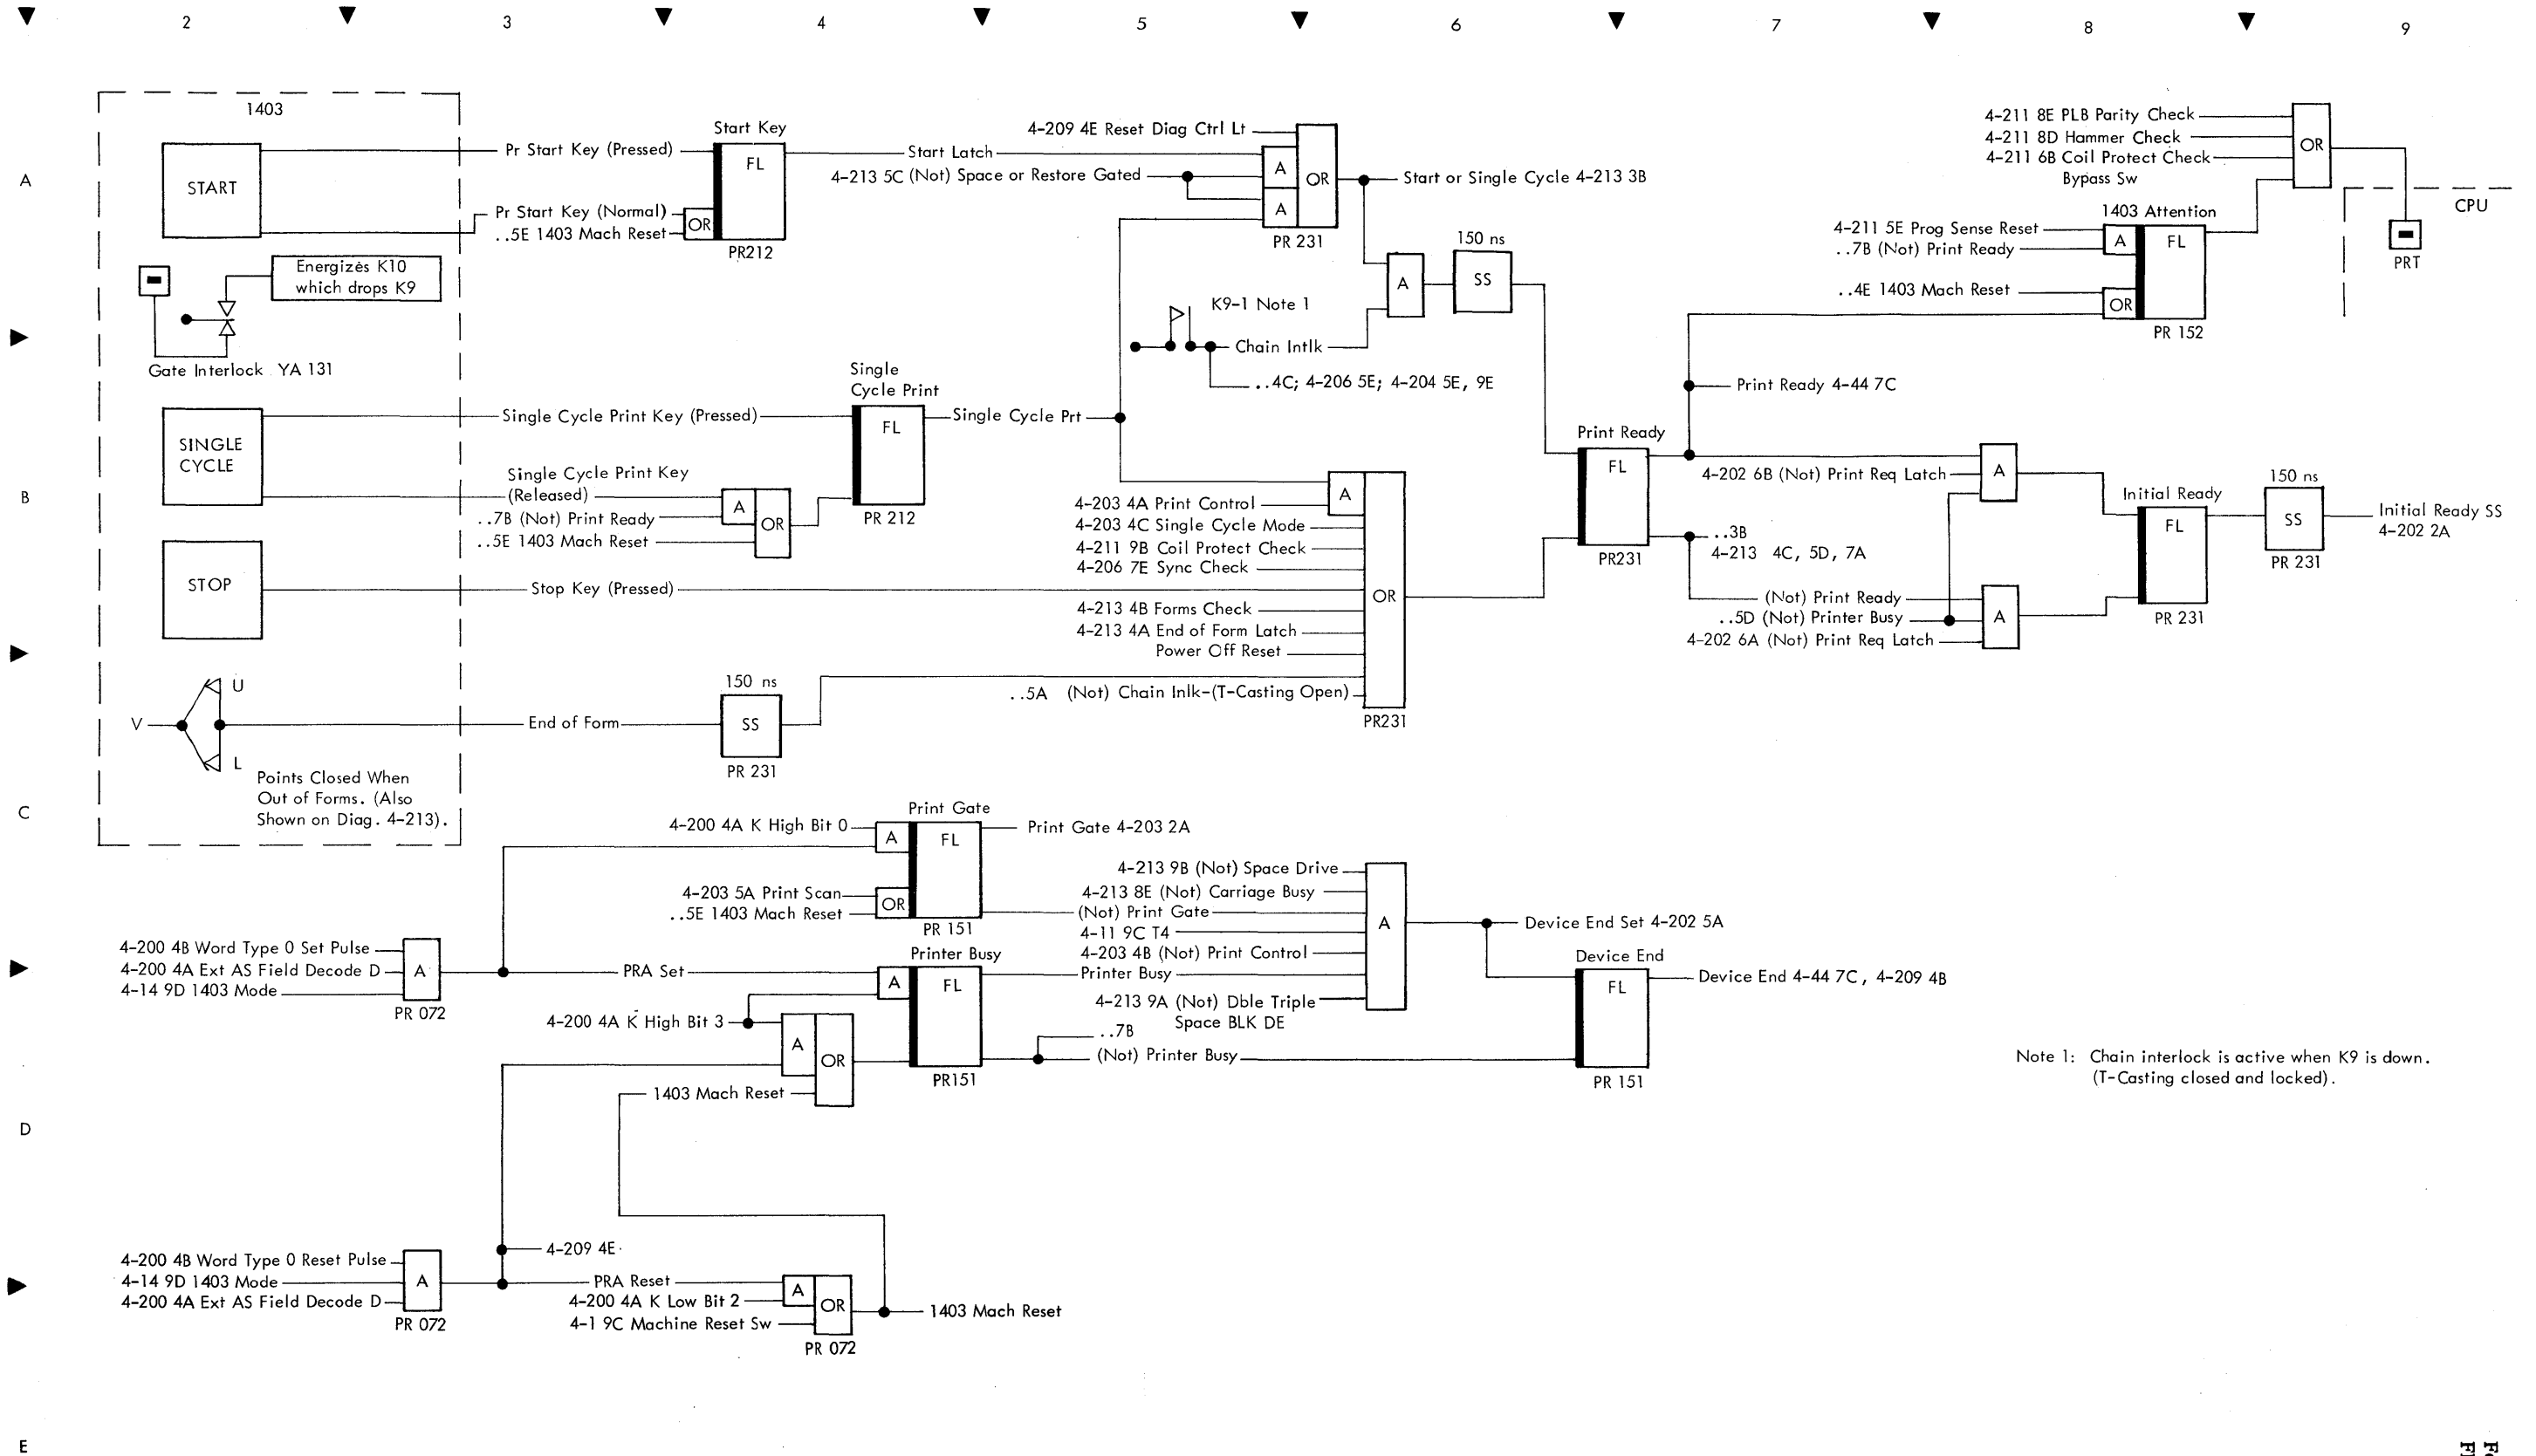 2 3 4 5 6 7 8 9
A
B
C
D
E
1403
START
Pr Start Key (Pressed)
Pr Start Key (Normal)
..5E 1403 Mach Reset
OR
Start Key
FL
PR212
Energizes K10
which drops K9
Gate Interlock YA 131
Start Latch
4-209 4E Reset Diag Ctrl Lt
4-213 5C (Not) Space or Restore Gated
A
A
OR
PR 231
Start or Single Cycle 4-213 3B
K9-1 Note 1
Chain Intlk
..4C; 4-206 5E; 4-204 5E, 9E
A
150 ns
SS
4-211 8E PLB Parity Check
4-211 8D Hammer Check
4-211 6B Coil Protect Check
Bypass Sw
OR
CPU
PRT
1403 Attention
4-211 5E Prog Sense Reset
..7B (Not) Print Ready
..4E 1403 Mach Reset
A
OR
FL
PR 152
SINGLE
CYCLE
Single Cycle Print Key (Pressed)
Single Cycle Print Key
(Released)
..7B (Not) Print Ready
..5E 1403 Mach Reset
A
OR
Single
Cycle Print
FL
PR 212
Single Cycle Prt
STOP
Stop Key (Pressed)
4-203 4A Print Control
4-203 4C Single Cycle Mode
4-211 9B Coil Protect Check
4-206 7E Sync Check
4-213 4B Forms Check
4-213 4A End of Form Latch
Power Off Reset
..5A (Not) Chain Inlk-(T-Casting Open)
A
OR
PR231
Print Ready
FL
PR231
Print Ready 4-44 7C
4-202 6B (Not) Print Req Latch
A
..3B
4-213 4C, 5D, 7A
(Not) Print Ready
..5D (Not) Printer Busy
4-202 6A (Not) Print Req Latch
A
Initial Ready
FL
PR 231
150 ns
SS
PR 231
Initial Ready SS
4-202 2A
V
U
L
End of Form
150 ns
SS
PR 231
Points Closed When
Out of Forms. (Also
Shown on Diag. 4-213).
Print Gate
4-200 4A K High Bit 0
A
FL
Print Gate 4-203 2A
4-203 5A Print Scan
..5E 1403 Mach Reset
OR
PR 151
4-200 4B Word Type 0 Set Pulse
4-200 4A Ext AS Field Decode D
4-14 9D 1403 Mode
A
PR 072
PRA Set
Printer Busy
A
FL
4-200 4A K High Bit 3
A
OR
PR151
1403 Mach Reset
4-213 9B (Not) Space Drive
4-213 8E (Not) Carriage Busy
(Not) Print Gate
4-11 9C T4
4-203 4B (Not) Print Control
Printer Busy
4-213 9A (Not) Dble Triple
Space BLK DE
A
..7B
(Not) Printer Busy
Device End Set 4-202 5A
Device End
FL
PR 151
Device End 4-44 7C, 4-209 4B
Note 1: Chain interlock is active when K9 is down.
(T-Casting closed and locked).
4-200 4B Word Type 0 Reset Pulse
4-14 9D 1403 Mode
4-200 4A Ext AS Field Decode D
A
PR 072
4-209 4E
PRA Reset
4-200 4A K Low Bit 2
4-1 9C Machine Reset Sw
A
OR
PR 072
1403 Mach Reset